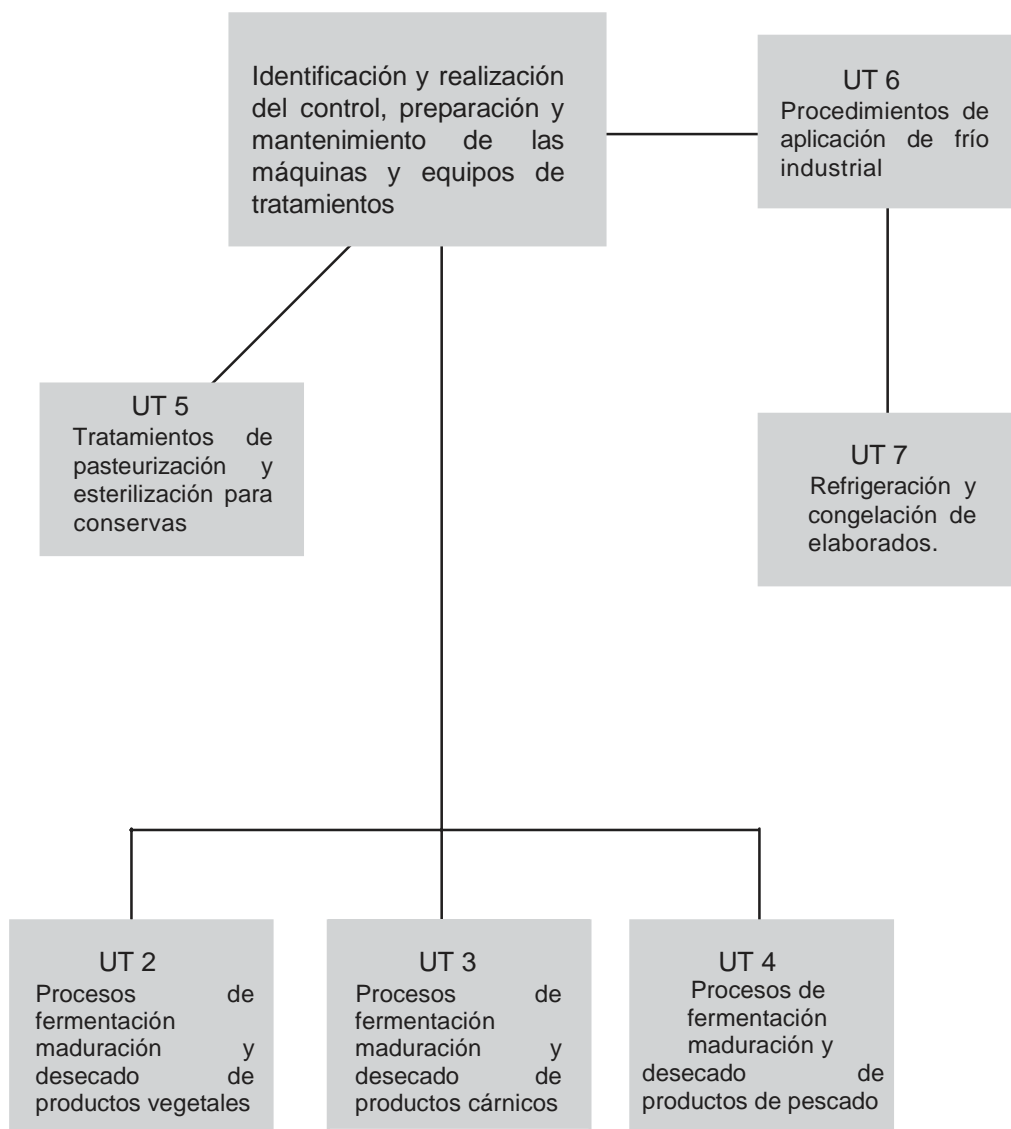 Identificación y realización
del control, preparación y
mantenimiento de las
máquinas y equipos de
tratamientos
UT 6
Procedimientos de
aplicación de frío
industrial
UT 5
Tratamientos de
pasteurización y
esterilización para
conservas
UT 7
Refrigeración y
congelación de
elaborados.
UT 2
Procesos de
fermentación
maduración y
desecado de
productos vegetales
UT 3
Procesos de
fermentación
maduración y
desecado de
productos cárnicos
UT 4
Procesos de
fermentación
maduración y
desecado de
productos de pescado